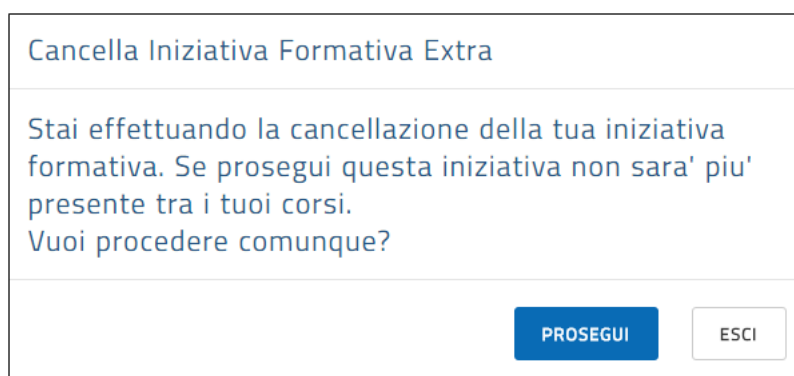 Cancella Iniziativa Formativa Extra
Stai effettuando la cancellazione della tua iniziativa
formativa. Se prosegui questa iniziativa non sara' piu'
presente tra i tuoi corsi.
Vuoi procedere comunque?
PROSEGUI ESCI